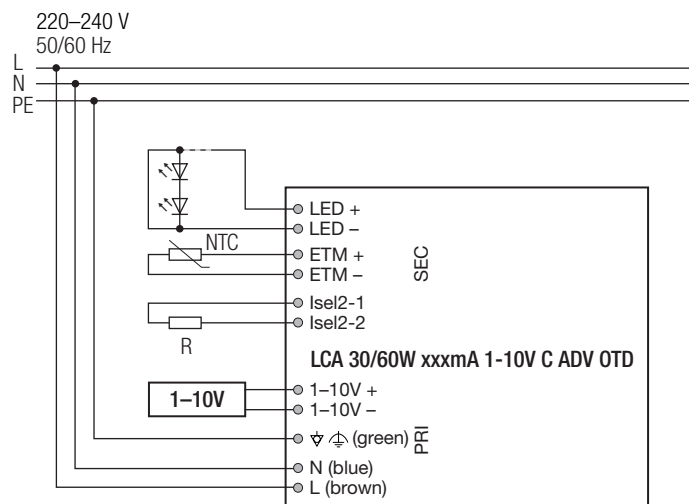 220–240 V
50/60 Hz
L
N
PE
LED +
LED –
NTC
ETM +
ETM –
SEC
Isel2-1
Isel2-2
R
LCA 30/60W xxxmA 1-10V C ADV OTD
1–10V
1–10V +
1–10V –
(green)
PRI
N (blue)
L (brown)